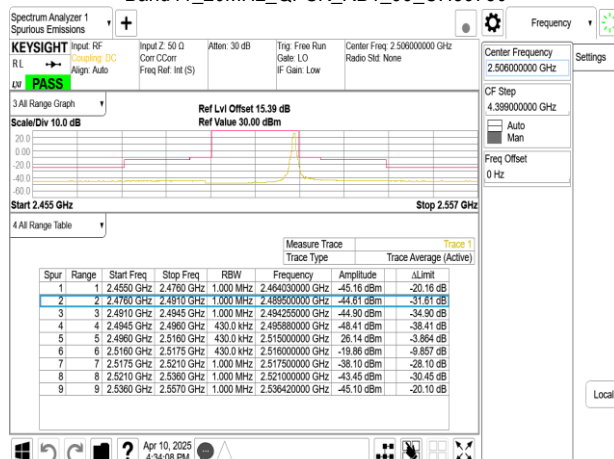 Spectrum Analyzer 1
Spurious Emissions
Frequency
Settings
KEYSIGHT
RL
LXI
PASS
Input: RF
Coupling: DC
Align: Auto
Input Z: 50 Ω
Corr CCorr
Freq Ref: Int (S)
Atten: 30 dB
Trig: Free Run
Gate: LO
IF Gain: Low
Center Freq: 2.506000000 GHz
Radio Std: None
Center Frequency
2.506000000 GHz
CF Step
4.399000000 GHz
Auto
Man
Freq Offset
0 Hz
Local
3 All Range Graph
Scale/Div 10.0 dB
Ref Lvl Offset 15.39 dB
Ref Value 30.00 dBm
20.0
0.00
-20.0
-40.0
-60.0
Start 2.455 GHz
Stop 2.557 GHz
4 All Range Table
Measure Trace Trace 1
Trace Type Trace Average (Active)
Spur Range Start Freq Stop Freq RBW Frequency Amplitude ΔLimit
1 1 2.4550 GHz 2.4760 GHz 1.000 MHz 2.464030000 GHz -45.16 dBm -20.16 dB
2 2 2.4760 GHz 2.4910 GHz 1.000 MHz 2.489500000 GHz -44.61 dBm -31.61 dB
3 3 2.4910 GHz 2.4945 GHz 1.000 MHz 2.494255000 GHz -44.90 dBm -34.90 dB
4 4 2.4945 GHz 2.4960 GHz 430.0 kHz 2.495880000 GHz -48.41 dBm -38.41 dB
5 5 2.4960 GHz 2.5160 GHz 430.0 kHz 2.515000000 GHz 26.14 dBm -3.864 dB
6 6 2.5160 GHz 2.5175 GHz 430.0 kHz 2.516000000 GHz -19.86 dBm -9.857 dB
7 7 2.5175 GHz 2.5210 GHz 1.000 MHz 2.517500000 GHz -38.10 dBm -28.10 dB
8 8 2.5210 GHz 2.5360 GHz 1.000 MHz 2.521000000 GHz -43.45 dBm -30.45 dB
9 9 2.5360 GHz 2.5570 GHz 1.000 MHz 2.536420000 GHz -45.10 dBm -20.10 dB
?
Apr 10, 2025
4:34:08 PM